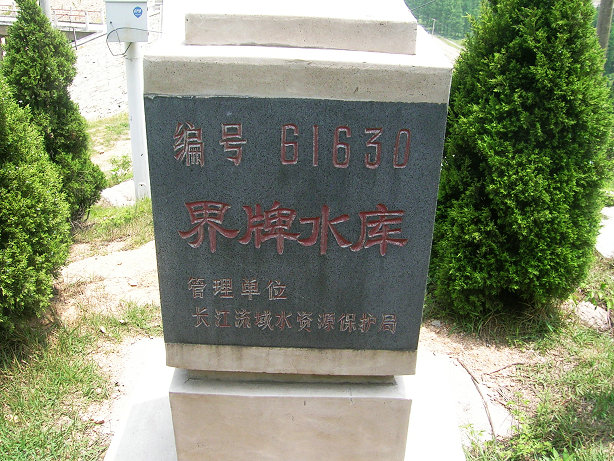 编号 61630
界牌水库
管理单位
长江流域水资源保护局